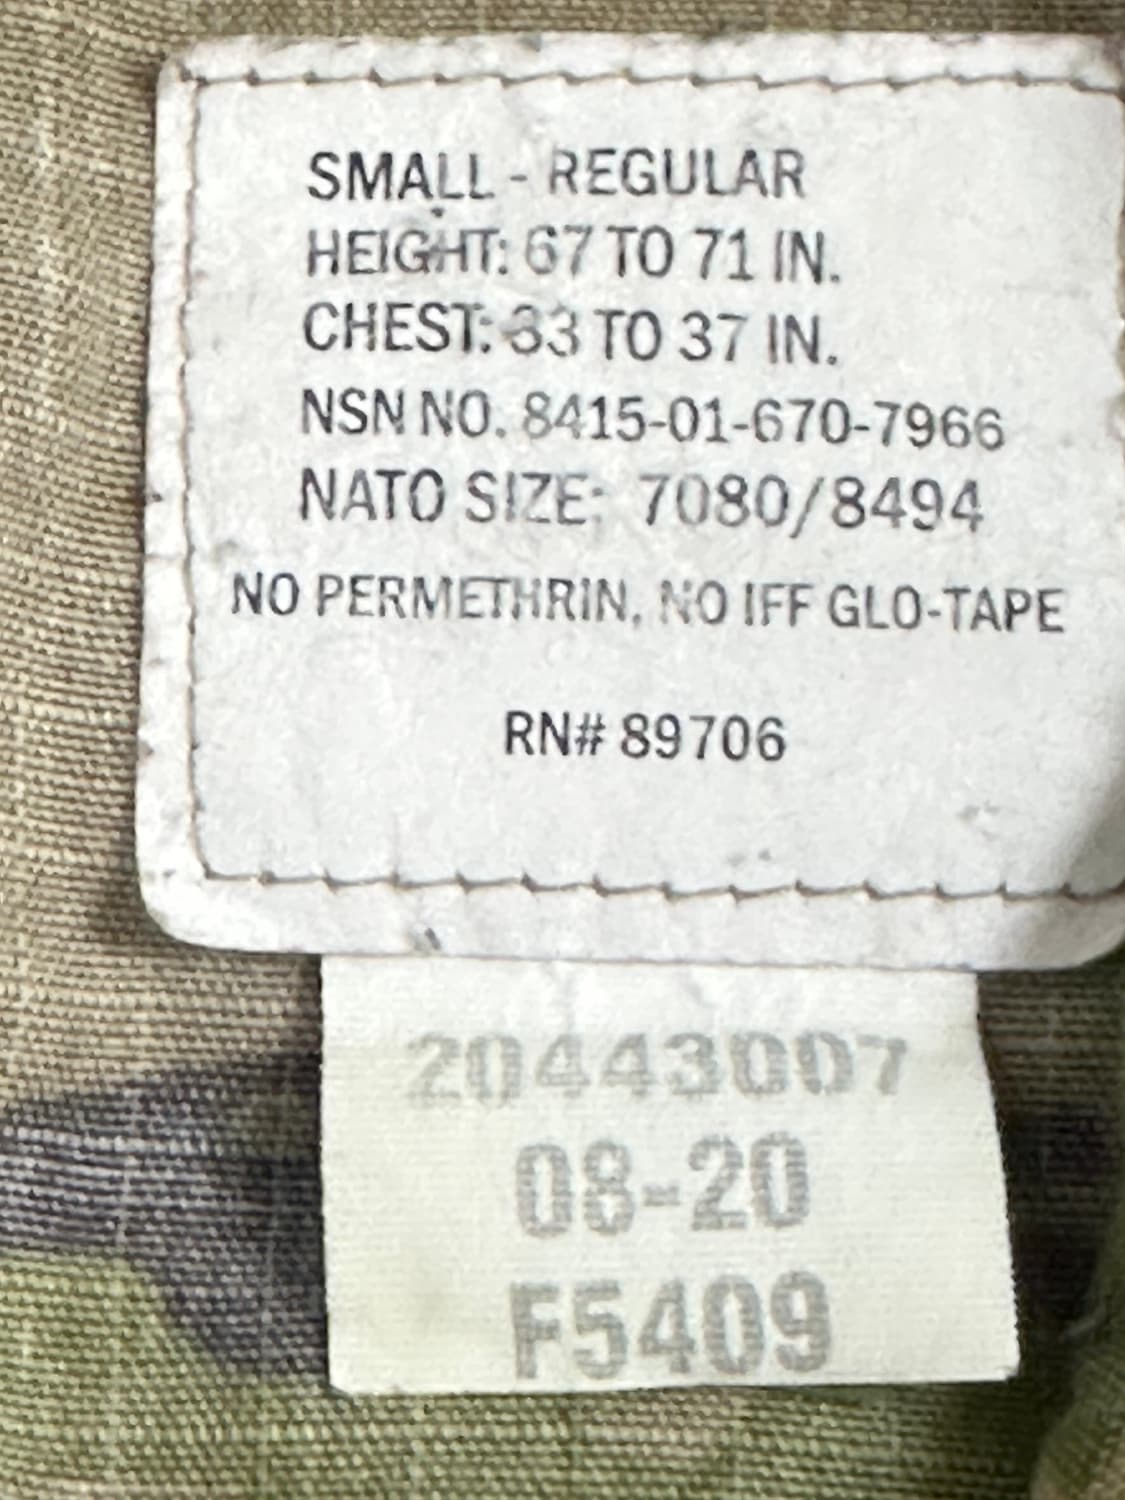 SMALL - REGULAR
HEIGHT: 67 TO 71 IN.
CHEST: 33 TO 37 IN.
NSN NO. 8415-01-670-7966
NATO SIZE: 7080/8494
NO PERMETHRIN, NO IFF GLO-TAPE
RN# 89706
20443007
08-20
F5409